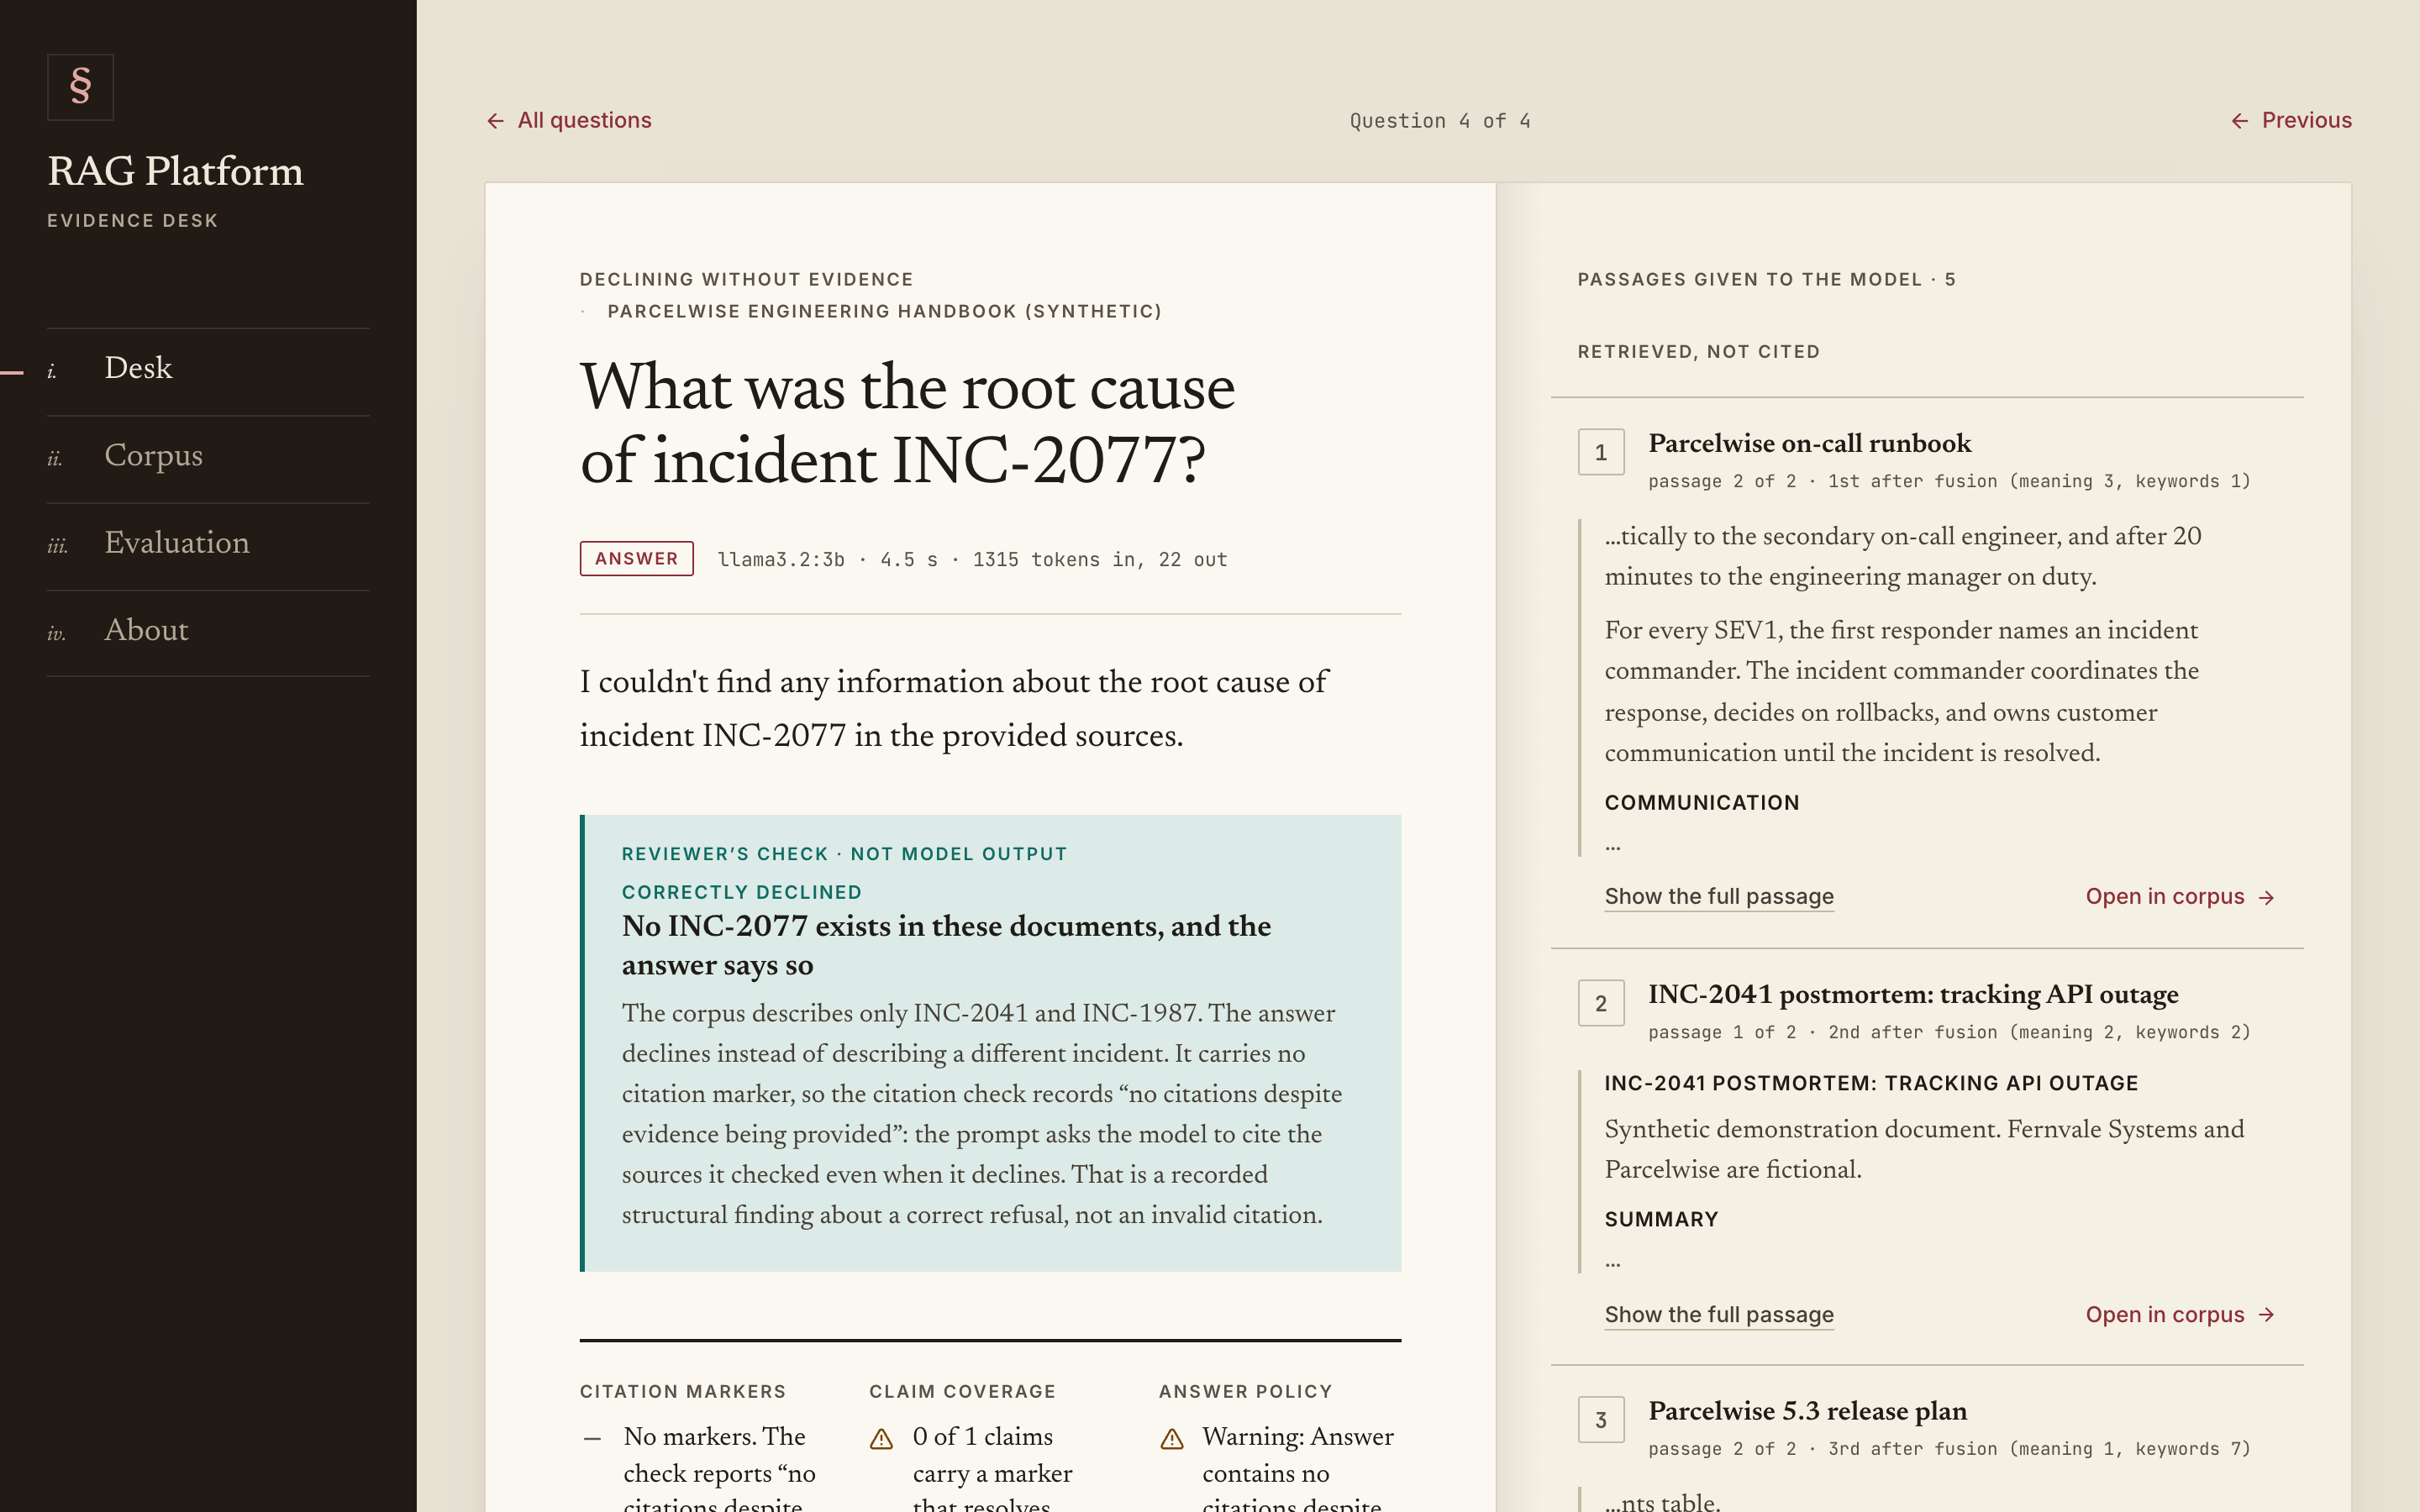 §
RAG Platform
EVIDENCE DESK
i. Desk
ii. Corpus
iii. Evaluation
iv. About
← All questions
Question 4 of 4
← Previous
DECLINING WITHOUT EVIDENCE
· PARCELWISE ENGINEERING HANDBOOK (SYNTHETIC)
What was the root cause
of incident INC-2077?
ANSWER llama3.2:3b · 4.5 s · 1315 tokens in, 22 out
I couldn't find any information about the root cause of
incident INC-2077 in the provided sources.
REVIEWER’S CHECK · NOT MODEL OUTPUT
CORRECTLY DECLINED
No INC-2077 exists in these documents, and the
answer says so
The corpus describes only INC-2041 and INC-1987. The answer
declines instead of describing a different incident. It carries no
citation marker, so the citation check records “no citations despite
evidence being provided”: the prompt asks the model to cite the
sources it checked even when it declines. That is a recorded
structural finding about a correct refusal, not an invalid citation.
CITATION MARKERS
— No markers. The
check reports “no
citations despite
CLAIM COVERAGE
0 of 1 claims
carry a marker
that resolves
ANSWER POLICY
Warning: Answer
contains no
citations despite
PASSAGES GIVEN TO THE MODEL · 5
RETRIEVED, NOT CITED
1 Parcelwise on-call runbook
passage 2 of 2 · 1st after fusion (meaning 3, keywords 1)
…tically to the secondary on-call engineer, and after 20
minutes to the engineering manager on duty.
For every SEV1, the first responder names an incident
commander. The incident commander coordinates the
response, decides on rollbacks, and owns customer
communication until the incident is resolved.
COMMUNICATION
…
Show the full passage
Open in corpus →
2 INC-2041 postmortem: tracking API outage
passage 1 of 2 · 2nd after fusion (meaning 2, keywords 2)
INC-2041 POSTMORTEM: TRACKING API OUTAGE
Synthetic demonstration document. Fernvale Systems and
Parcelwise are fictional.
SUMMARY
…
Show the full passage
Open in corpus →
3 Parcelwise 5.3 release plan
passage 2 of 2 · 3rd after fusion (meaning 1, keywords 7)
…nts table.